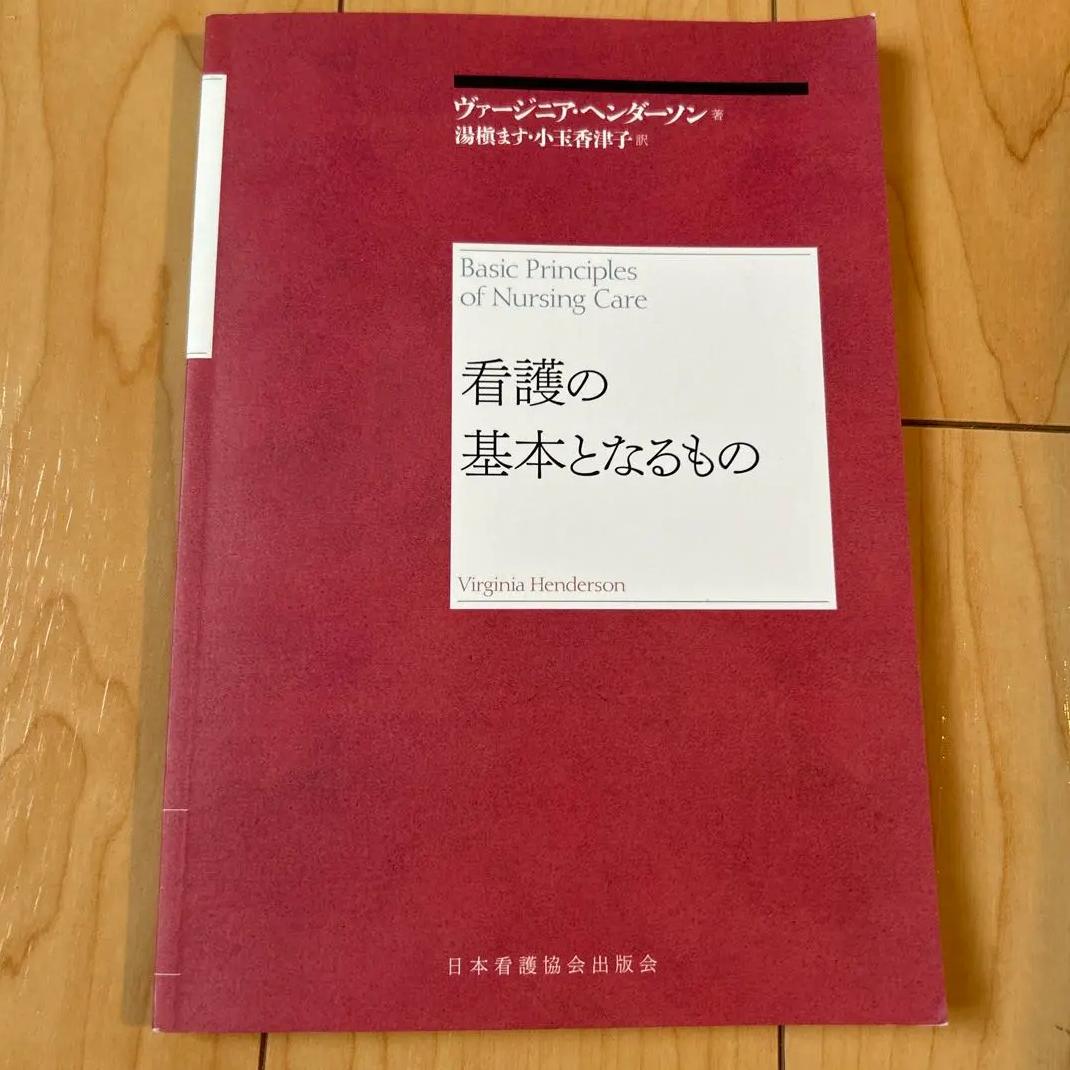 ヴァージニア・ヘンダーソン 著
湯槇ます・小玉香津子 訳
Basic Principles
of Nursing Care
看護の
基本となるもの
Virginia Henderson
日本看護協会出版会